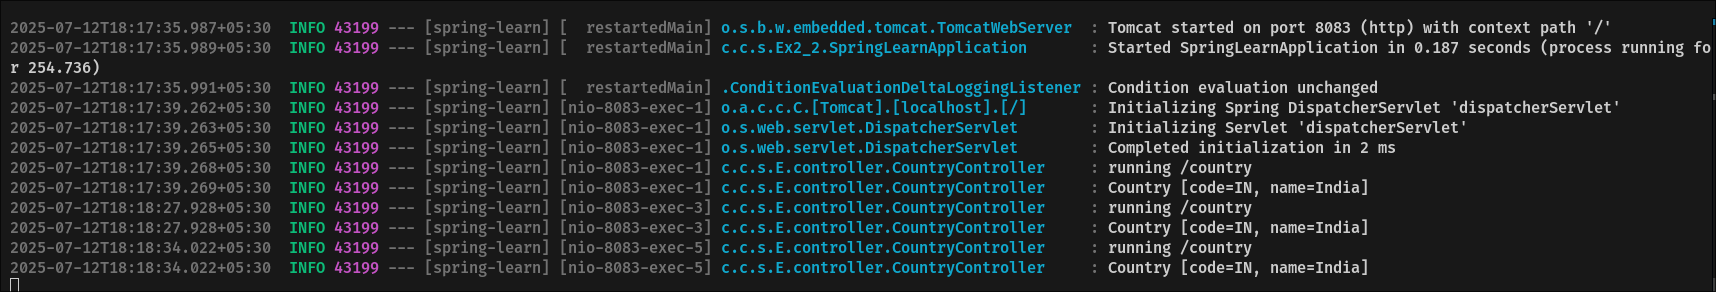 2025-07-12T18:17:35.987+05:30  INFO 43199 --- [spring-learn] [  restartedMain] o.s.b.w.embedded.tomcat.TomcatWebServer  : Tomcat started on port 8083 (http) with context path '/'
2025-07-12T18:17:35.989+05:30  INFO 43199 --- [spring-learn] [  restartedMain] c.c.s.Ex2_2.SpringLearnApplication       : Started SpringLearnApplication in 0.187 seconds (process running fo
r 254.736)
2025-07-12T18:17:35.991+05:30  INFO 43199 --- [spring-learn] [  restartedMain] .ConditionEvaluationDeltaLoggingListener : Condition evaluation unchanged
2025-07-12T18:17:39.262+05:30  INFO 43199 --- [spring-learn] [nio-8083-exec-1] o.a.c.c.C.[Tomcat].[localhost].[/]       : Initializing Spring DispatcherServlet 'dispatcherServlet'
2025-07-12T18:17:39.263+05:30  INFO 43199 --- [spring-learn] [nio-8083-exec-1] o.s.web.servlet.DispatcherServlet        : Initializing Servlet 'dispatcherServlet'
2025-07-12T18:17:39.265+05:30  INFO 43199 --- [spring-learn] [nio-8083-exec-1] o.s.web.servlet.DispatcherServlet        : Completed initialization in 2 ms
2025-07-12T18:17:39.268+05:30  INFO 43199 --- [spring-learn] [nio-8083-exec-1] c.c.s.E.controller.CountryController     : running /country
2025-07-12T18:17:39.269+05:30  INFO 43199 --- [spring-learn] [nio-8083-exec-1] c.c.s.E.controller.CountryController     : Country [code=IN, name=India]
2025-07-12T18:18:27.928+05:30  INFO 43199 --- [spring-learn] [nio-8083-exec-3] c.c.s.E.controller.CountryController     : running /country
2025-07-12T18:18:27.928+05:30  INFO 43199 --- [spring-learn] [nio-8083-exec-3] c.c.s.E.controller.CountryController     : Country [code=IN, name=India]
2025-07-12T18:18:34.022+05:30  INFO 43199 --- [spring-learn] [nio-8083-exec-5] c.c.s.E.controller.CountryController     : running /country
2025-07-12T18:18:34.022+05:30  INFO 43199 --- [spring-learn] [nio-8083-exec-5] c.c.s.E.controller.CountryController     : Country [code=IN, name=India]